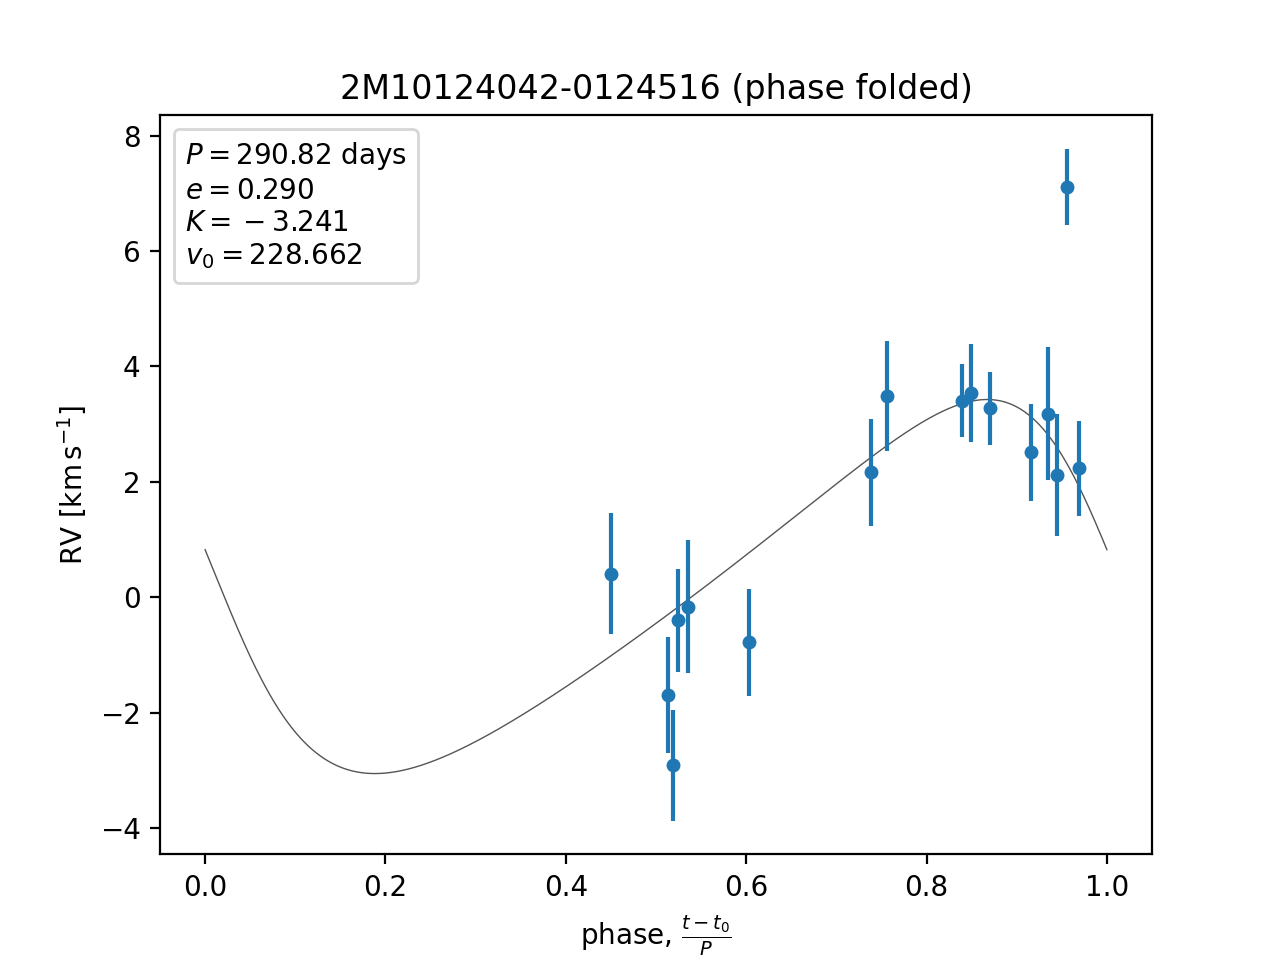 2M10124042-0124516 (phase folded)
P = 290.82 days
e = 0.290
K = −3.241
v₀ = 228.662
8
6
4
2
0
−2
−4
RV [km s⁻¹]
0.0 0.2 0.4 0.6 0.8 1.0
phase, (t − t₀)/P